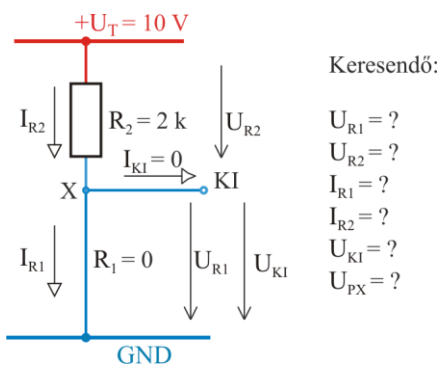 +U_T = 10 V
Keresendő:
I_R2
R_2 = 2 k
U_R2
U_R1 = ?
U_R2 = ?
I_KI = 0
X
KI
I_R1 = ?
I_R2 = ?
I_R1
R_1 = 0
U_R1
U_KI
U_KI = ?
U_PX = ?
GND